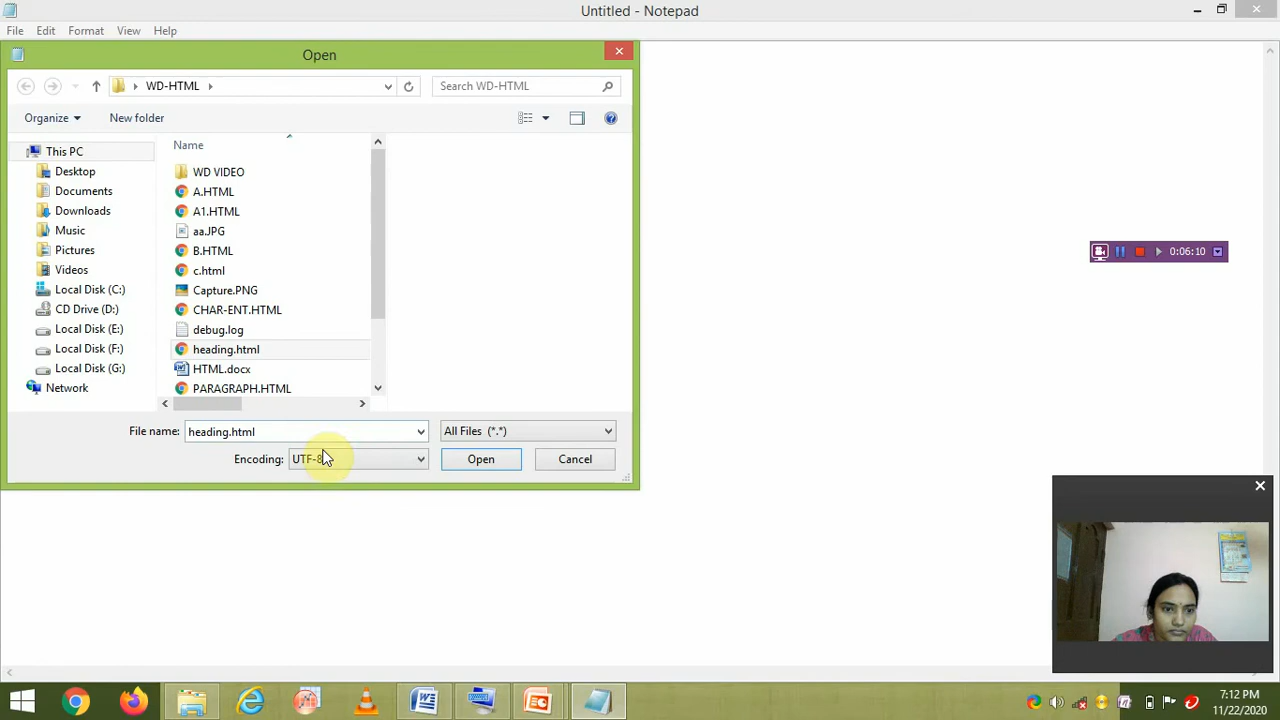 Untitled - Notepad
File Edit Format View Help
Open
WD-HTML
Search WD-HTML
Organize New folder
Name
This PC
Desktop
Documents
Downloads
Music
Pictures
Videos
Local Disk (C:)
CD Drive (D:)
Local Disk (E:)
Local Disk (F:)
Local Disk (G:)
Network
WD VIDEO
A.HTML
A1.HTML
aa.JPG
B.HTML
c.html
Capture.PNG
CHAR-ENT.HTML
debug.log
heading.html
HTML.docx
PARAGRAPH.HTML
File name: heading.html All Files (*.*)
Encoding: UTF-8 Open Cancel
0:06:10
7:12 PM
11/22/2020